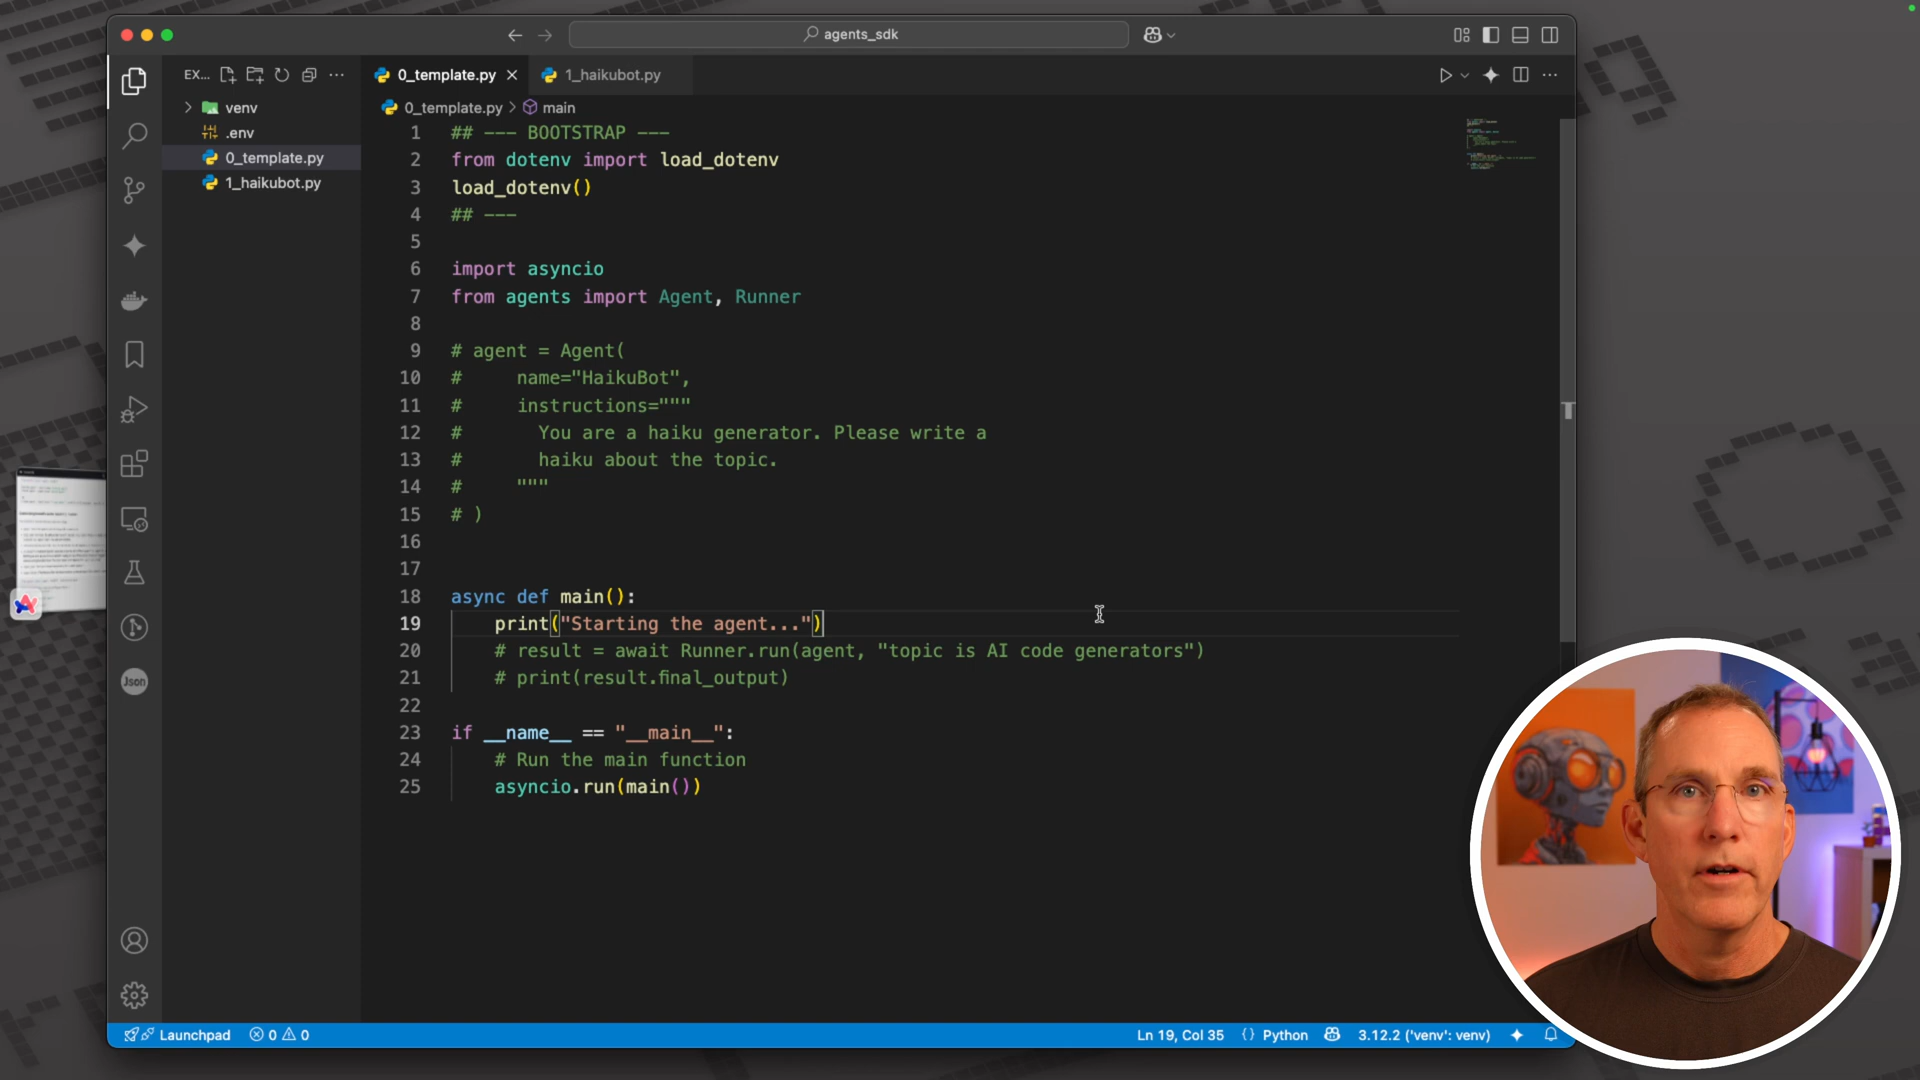 agents_sdk
EX...
0_template.py
1_haikubot.py
venv
.env
0_template.py
1_haikubot.py
0_template.py > main
1 ## --- BOOTSTRAP ---
2 from dotenv import load_dotenv
3 load_dotenv()
4 ## ---
5
6 import asyncio
7 from agents import Agent, Runner
8
9 # agent = Agent(
10 #     name="HaikuBot",
11 #     instructions="""
12 #       You are a haiku generator. Please write a
13 #       haiku about the topic.
14 #     """
15 # )
16
17
18 async def main():
19     print("Starting the agent...")
20     # result = await Runner.run(agent, "topic is AI code generators")
21     # print(result.final_output)
22
23 if __name__ == "__main__":
24     # Run the main function
25     asyncio.run(main())
Json
Launchpad 0 0
Ln 19, Col 35 {} Python 3.12.2 ('venv': venv)